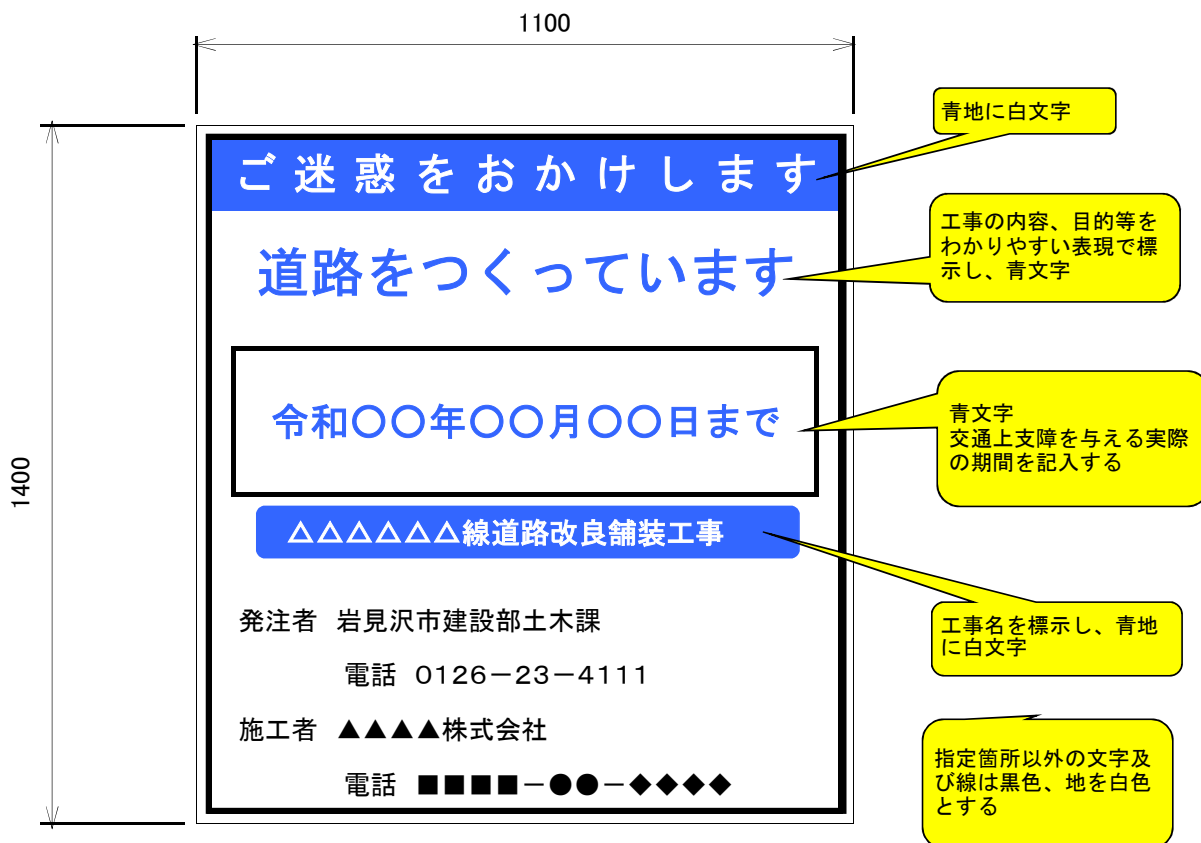 1100
青地に白文字
ご迷惑をおかけします
工事の内容、目的等を
わかりやすい表現で標
示し、青文字
道路をつくっています
青文字
交通上支障を与える実際
の期間を記入する
令和〇〇年〇〇月〇〇日まで
1400
△△△△△△線道路改良舗装工事
工事名を標示し、青地
に白文字
発注者 岩見沢市建設部土木課
電話 0126－23－4111
施工者 ▲▲▲▲株式会社
電話 ■■■■－●●－◆◆◆◆
指定箇所以外の文字及
び線は黒色、地を白色
とする